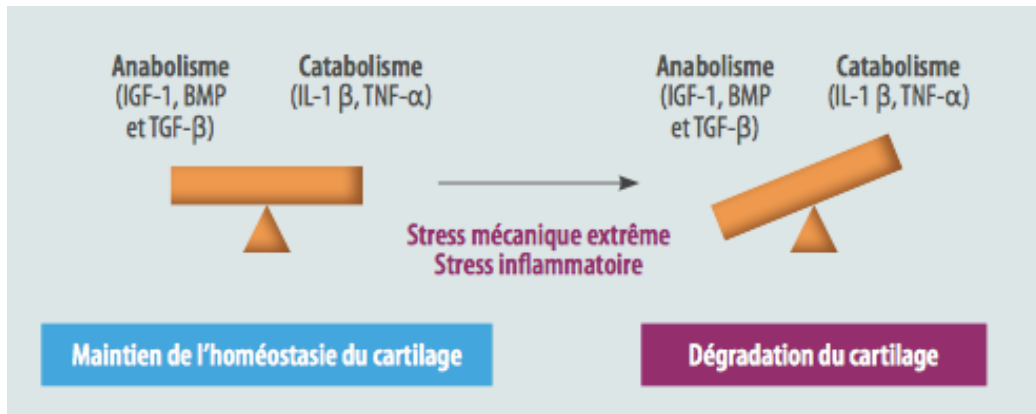 Anabolisme
(IGF-1, BMP
et TGF-β)
Catabolisme
(IL-1 β, TNF-α)
Stress mécanique extrême
Stress inflammatoire
Anabolisme
(IGF-1, BMP
et TGF-β)
Catabolisme
(IL-1 β, TNF-α)
Maintien de l'homéostasie du cartilage
Dégradation du cartilage